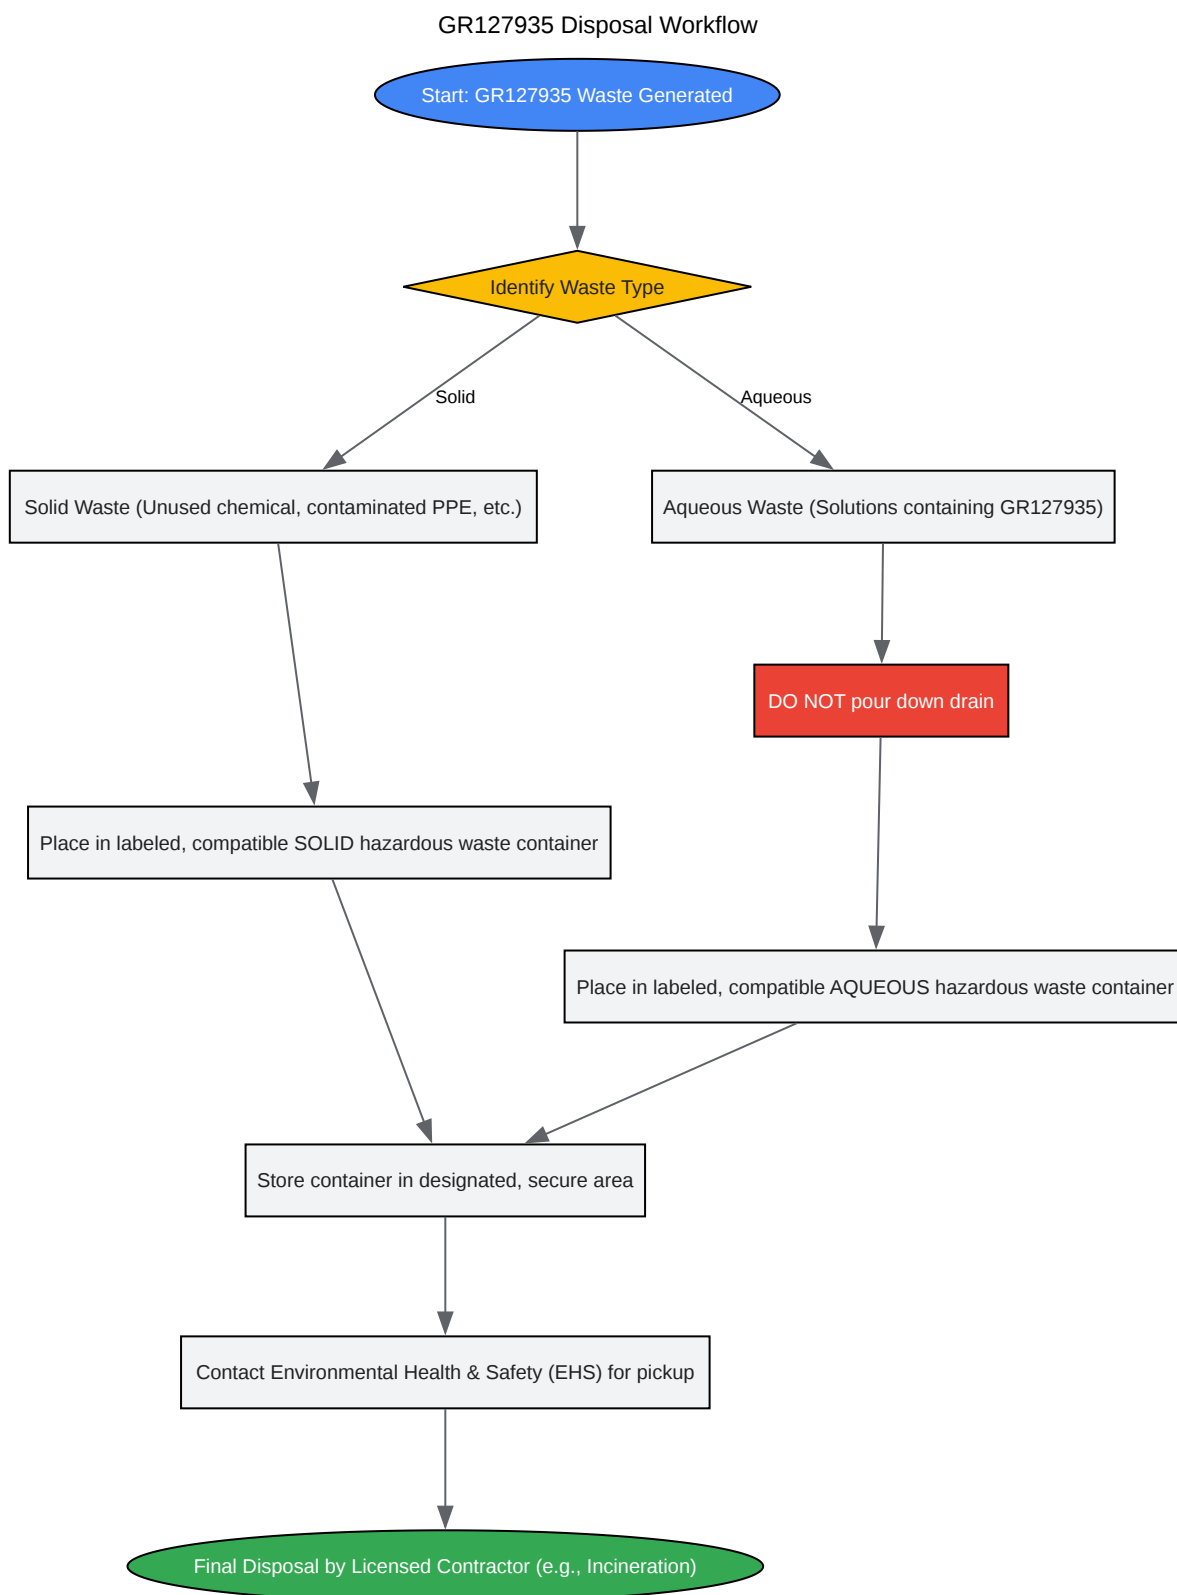 GR127935 Disposal Workflow
Start: GR127935 Waste Generated
Identify Waste Type
Solid
Aqueous
Solid Waste (Unused chemical, contaminated PPE, etc.)
Aqueous Waste (Solutions containing GR127935)
DO NOT pour down drain
Place in labeled, compatible SOLID hazardous waste container
Place in labeled, compatible AQUEOUS hazardous waste container
Store container in designated, secure area
Contact Environmental Health & Safety (EHS) for pickup
Final Disposal by Licensed Contractor (e.g., Incineration)